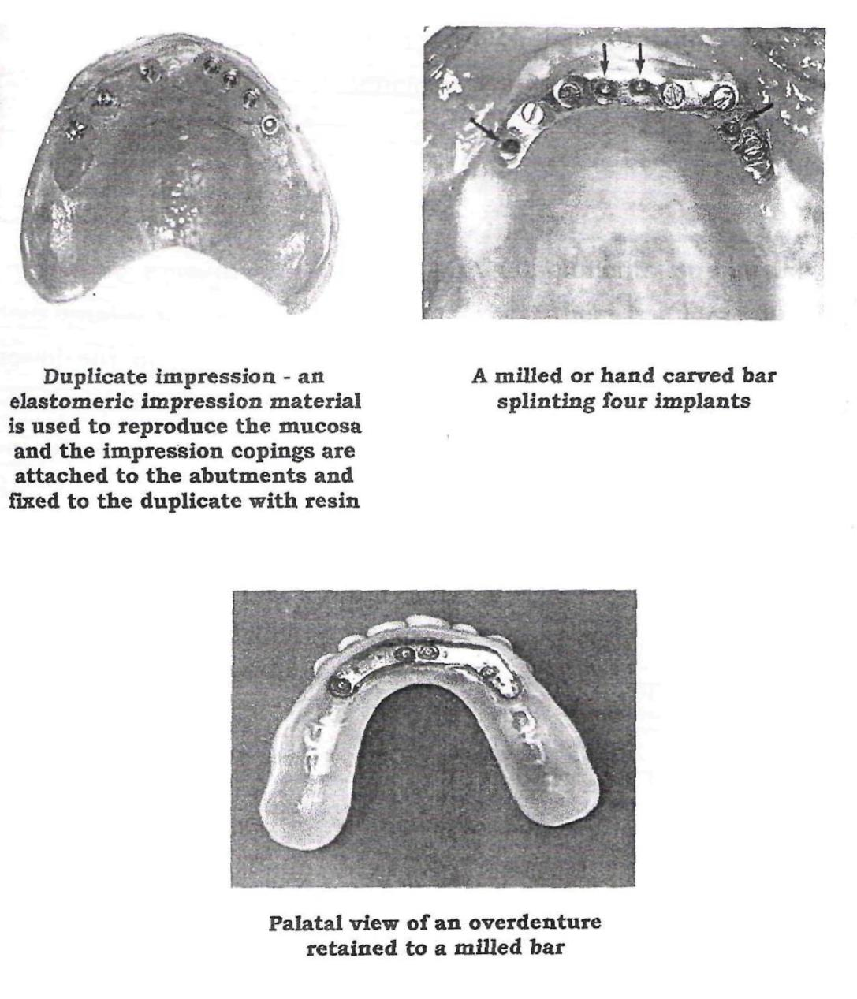 Duplicate impression - an
elastomeric impression material
is used to reproduce the mucosa
and the impression copings are
attached to the abutments and
fixed to the duplicate with resin
A milled or hand carved bar
splinting four implants
Palatal view of an overdenture
retained to a milled bar